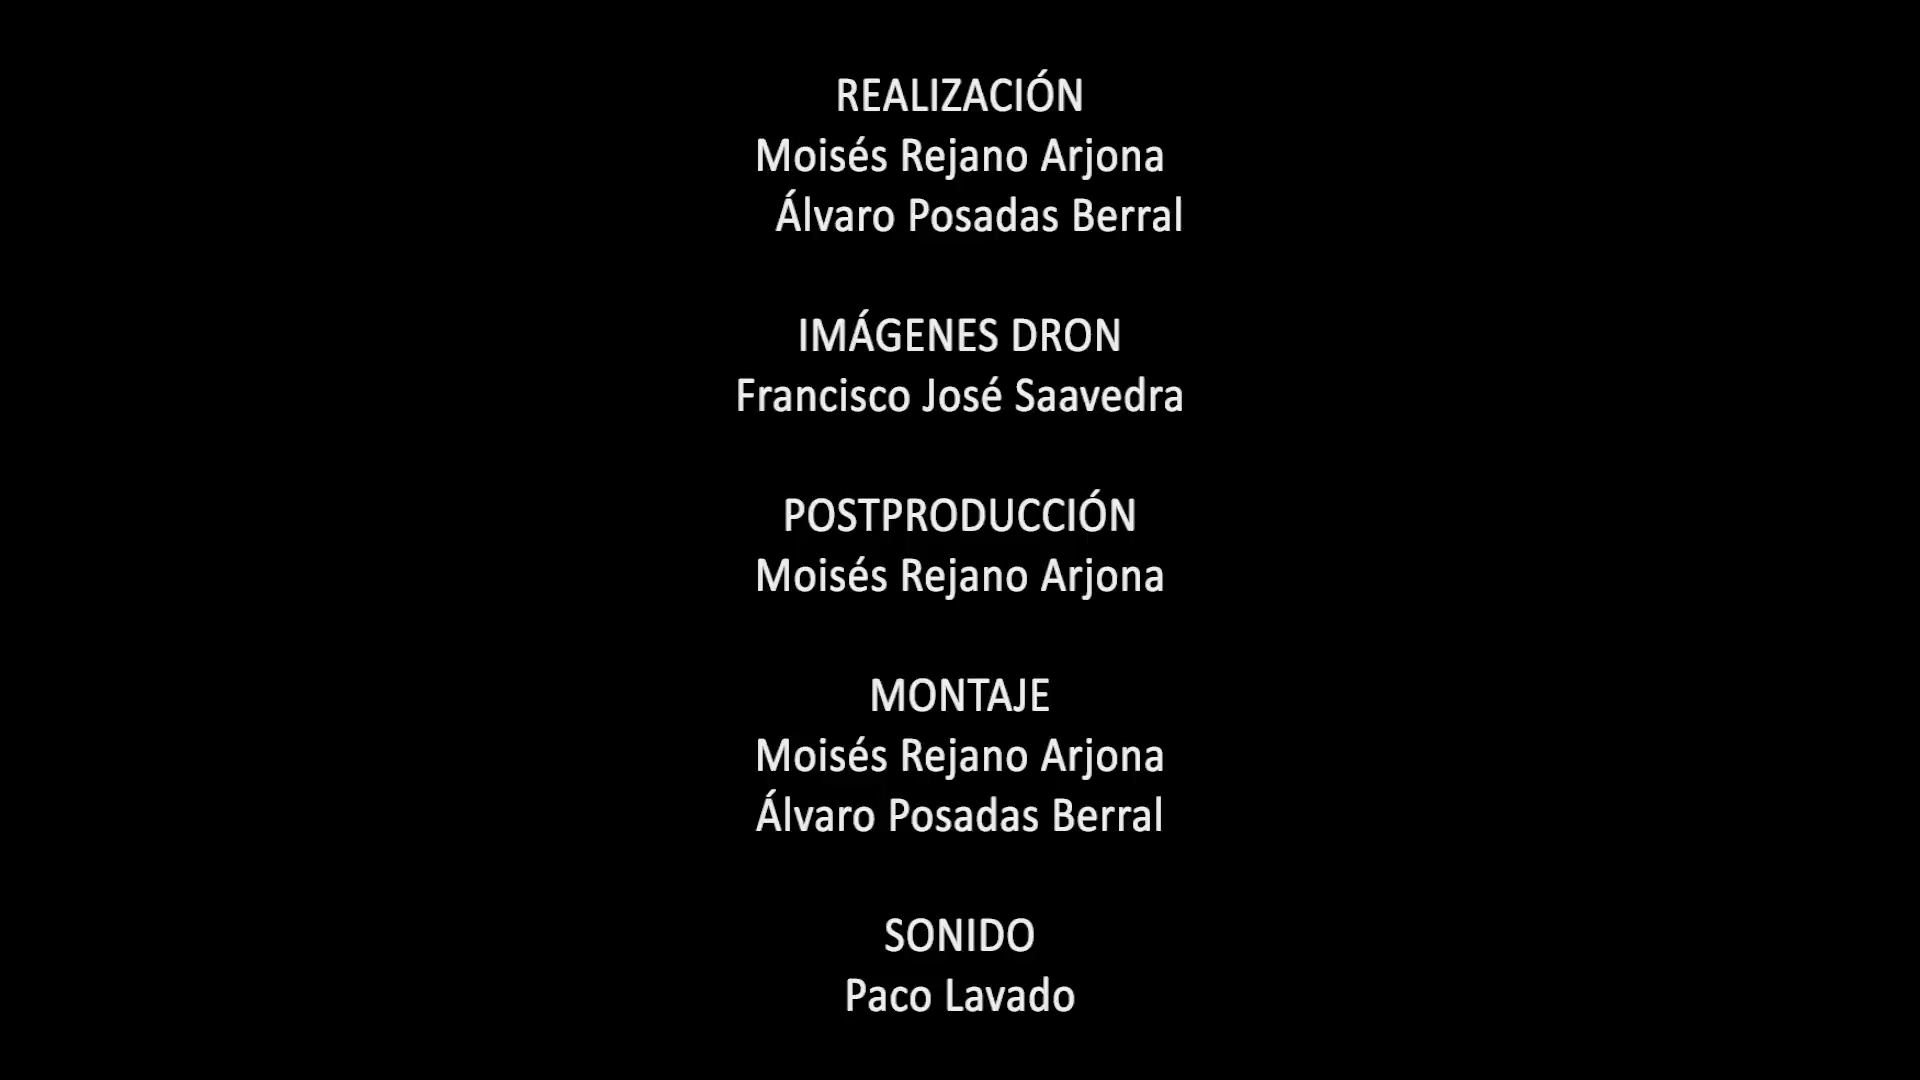 REALIZACIÓN
Moisés Rejano Arjona
Álvaro Posadas Berral
IMÁGENES DRON
Francisco José Saavedra
POSTPRODUCCIÓN
Moisés Rejano Arjona
MONTAJE
Moisés Rejano Arjona
Álvaro Posadas Berral
SONIDO
Paco Lavado